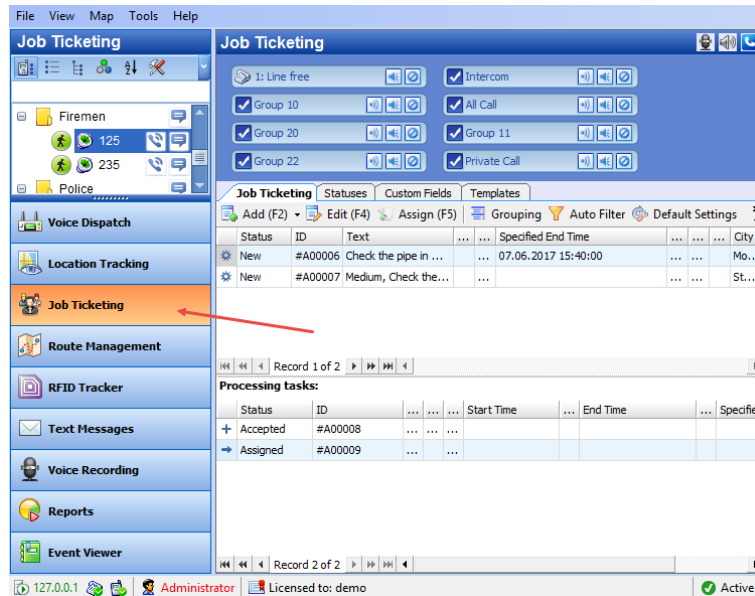 File View Map Tools Help
Job Ticketing
Firemen
125
235
Police
Voice Dispatch
Location Tracking
Job Ticketing
Route Management
RFID Tracker
Text Messages
Voice Recording
Reports
Event Viewer
Job Ticketing
1: Line free Intercom
Group 10 All Call
Group 20 Group 11
Group 22 Private Call
Job Ticketing Statuses Custom Fields Templates
Add (F2) Edit (F4) Assign (F5) Grouping Auto Filter Default Settings
Status ID Text ... ... Specified End Time ... ... ... City
New #A00006 Check the pipe in ... ... 07.06.2017 15:40:00 ... ... Mo...
New #A00007 Medium, Check the... ... ... ... St...
Record 1 of 2
Processing tasks:
Status ID ... ... ... Start Time ... End Time ... Specifie
Accepted #A00008 ... ... ...
Assigned #A00009 ... ...
Record 2 of 2
127.0.0.1 Administrator Licensed to: demo Active